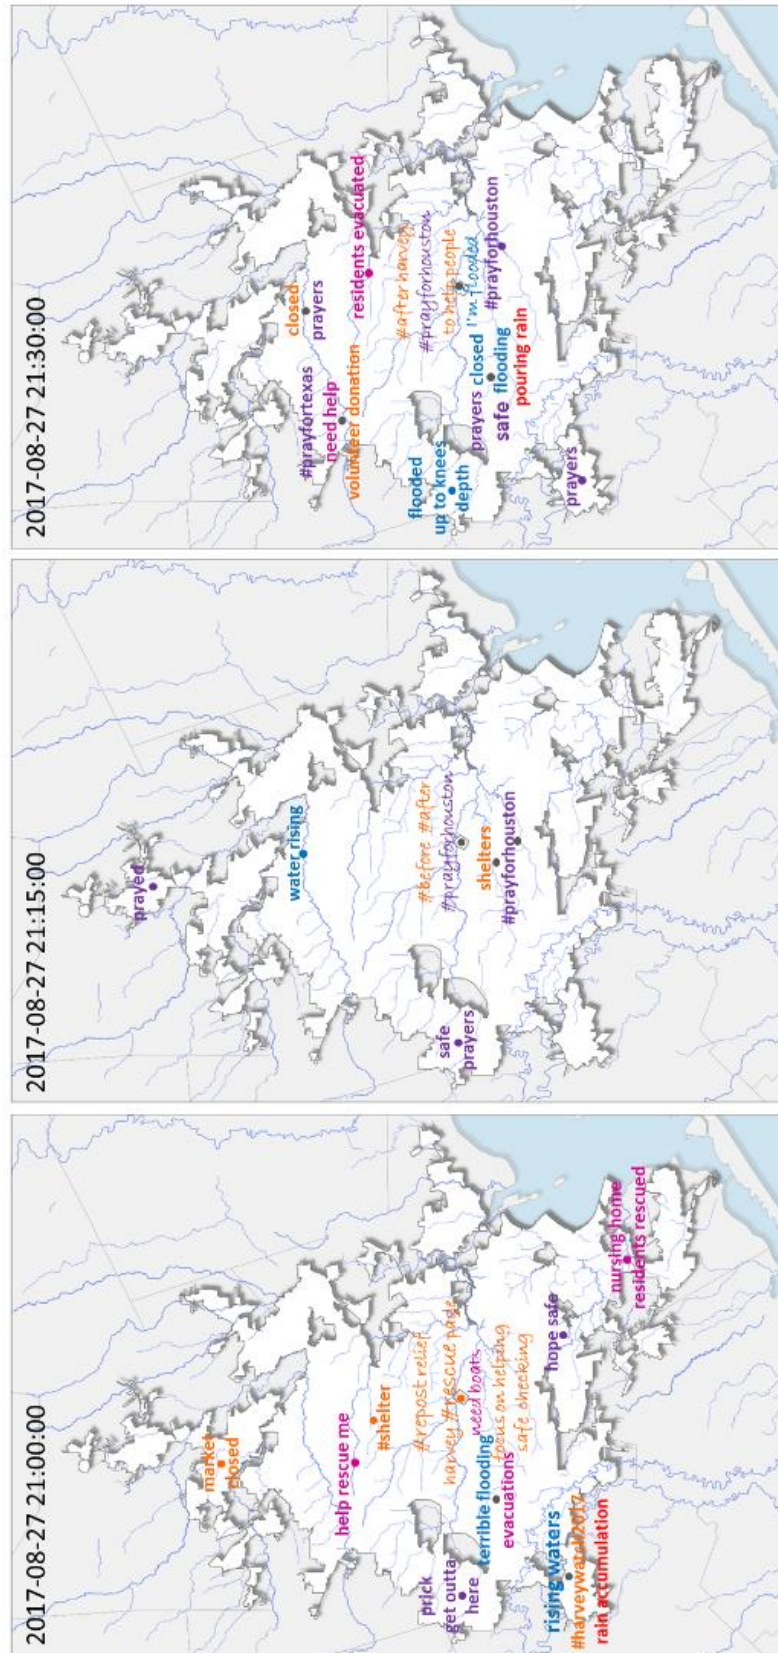 2017-08-27 21:00:00
market
closed
help rescue me
#shelter
#repost relief
harvey #rescue
need boats
focus on helping
safe checking
prick
get outta
here
terrible flooding
evacuations
hope safe
rising waters
#harveywatch2017
rain accumulation
nursing home
residents rescued
2017-08-27 21:15:00
prayed
water rising
#before #after
#prayforhouston
shelters
#prayforhouston
safe
prayers
2017-08-27 21:30:00
closed
prayers
#prayfortexas
need help
volunteer donation
residents evacuated
#after harvey
#prayforhouston
to help people
I'm flooded
flooded
up to knees
depth
prayers closed
safe flooding
pouring rain
#prayforhouston
prayers